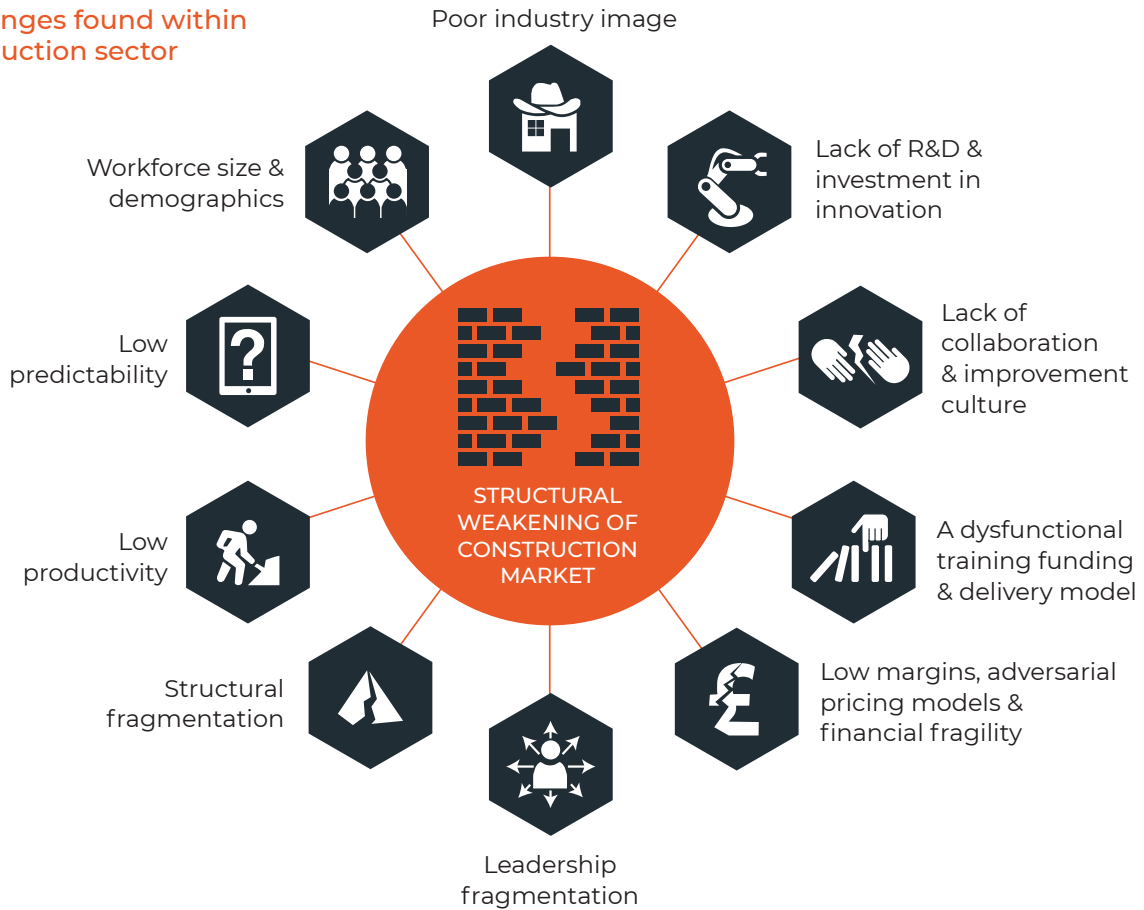 nges found within
uction sector
Poor industry image
Lack of R&D &
investment in
innovation
Lack of
collaboration
& improvement
culture
A dysfunctional
training funding
& delivery model
Low margins, adversarial
pricing models &
financial fragility
Leadership
fragmentation
Structural
fragmentation
Low
productivity
Low
predictability
Workforce size &
demographics
STRUCTURAL
WEAKENING OF
CONSTRUCTION
MARKET
?
£